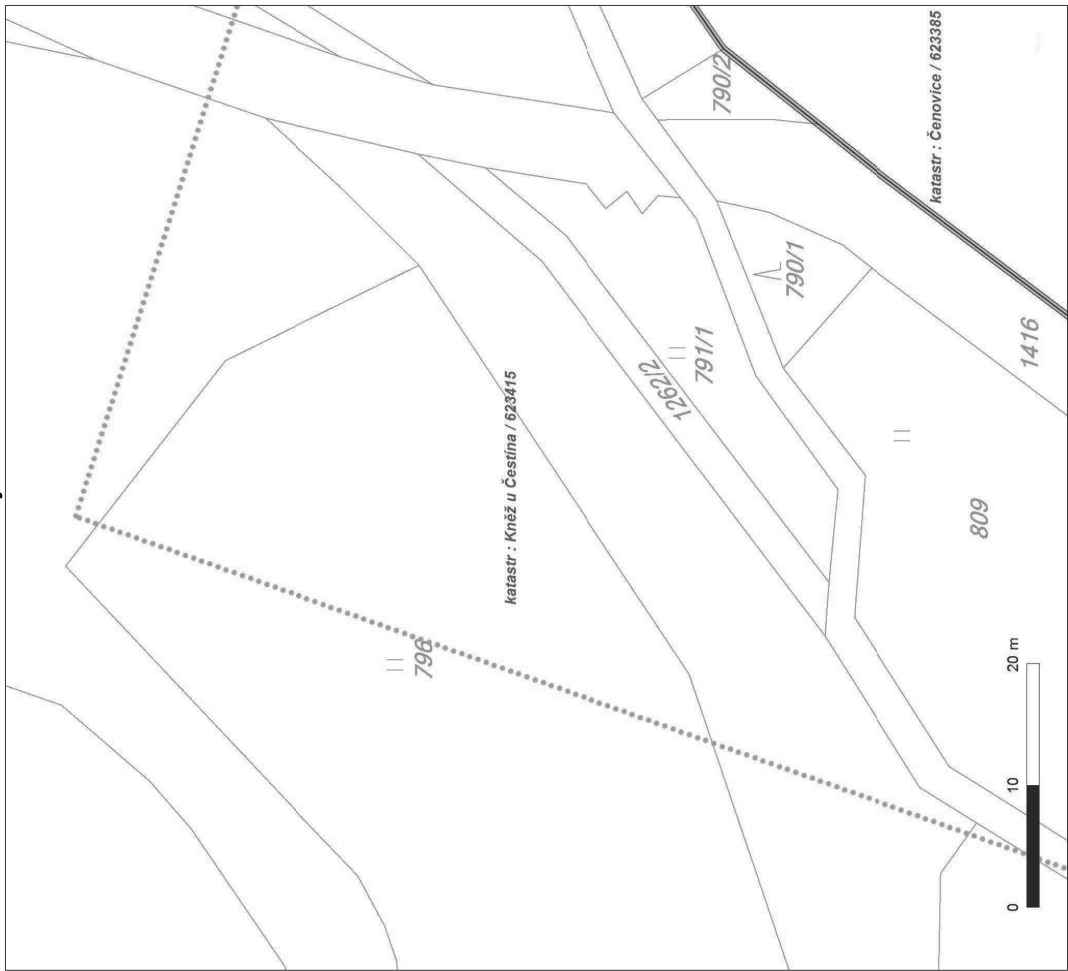 790/2
katastr : Čenovice / 623385
790/1
1416
791/1
1262/2
katastr : Kněž u Čestína / 623415
809
796
0 10 20 m